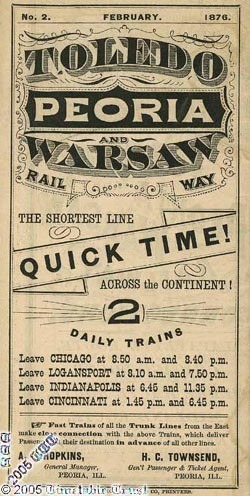 No. 2. FEBRUARY. 1876.
TOLEDO
PEORIA
AND
WARSAW
RAIL WAY.
THE SHORTEST LINE
QUICK TIME!
ACROSS THE CONTINENT!
2
DAILY TRAINS
Leave CHICAGO at 8.50 a.m. and 8.40 p.m.
Leave LOGANSPORT at 8.10 a.m. and 7.50 p.m.
Leave INDIANAPOLIS at 6.45 and 11.35 p.m.
Leave CINCINNATI at 1.45 p.m. and 6.45 p.m.
Fast Trains of all the Trunk Lines from the East
make close connection with the above Trains, which deliver
Passengers their destination in advance of all other lines.
A. HOPKINS, H. C. TOWNSEND,
General Manager, Gen'l Passenger & Ticket Agent,
PEORIA, ILL. PEORIA, ILL.
CO, PRINTERS.
© 2005